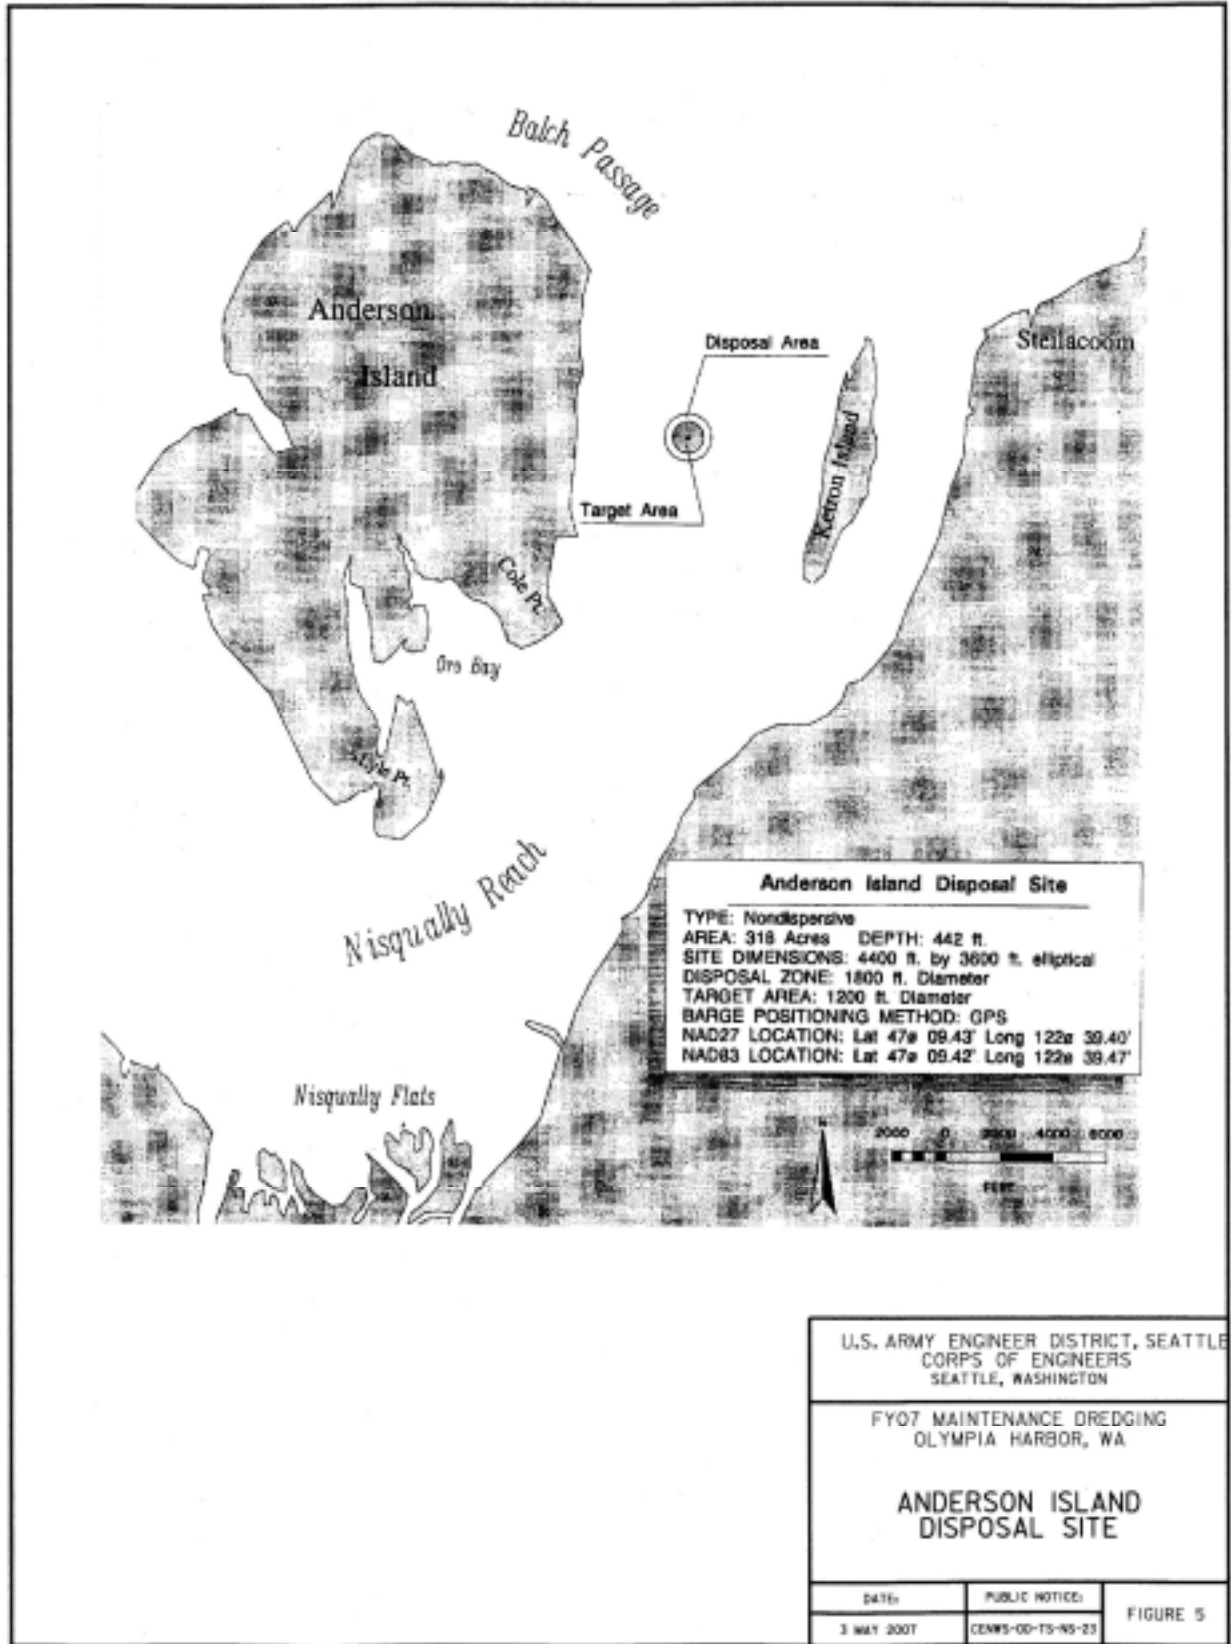 Balch Passage
Anderson
Island
Disposal Area
Steilacoom
Ketron Island
Target Area
Cole Pt.
Oro Bay
Lyle Pt.
Nisqually Reach
Anderson Island Disposal Site
TYPE: Nondispersive
AREA: 318 Acres DEPTH: 442 ft.
SITE DIMENSIONS: 4400 ft. by 3600 ft. elliptical
DISPOSAL ZONE: 1800 ft. Diameter
TARGET AREA: 1200 ft. Diameter
BARGE POSITIONING METHOD: GPS
NAD27 LOCATION: Lat 47ø 09.43' Long 122ø 39.40'
NAD83 LOCATION: Lat 47ø 09.42' Long 122ø 39.47'
Nisqually Flats
N
2000 0 2000 4000 6000
FEET
U.S. ARMY ENGINEER DISTRICT, SEATTLE
CORPS OF ENGINEERS
SEATTLE, WASHINGTON
FY07 MAINTENANCE DREDGING
OLYMPIA HARBOR, WA
ANDERSON ISLAND
DISPOSAL SITE
DATE: PUBLIC NOTICE:
FIGURE 5
3 MAY 2007 CENWS-OD-TS-NS-23